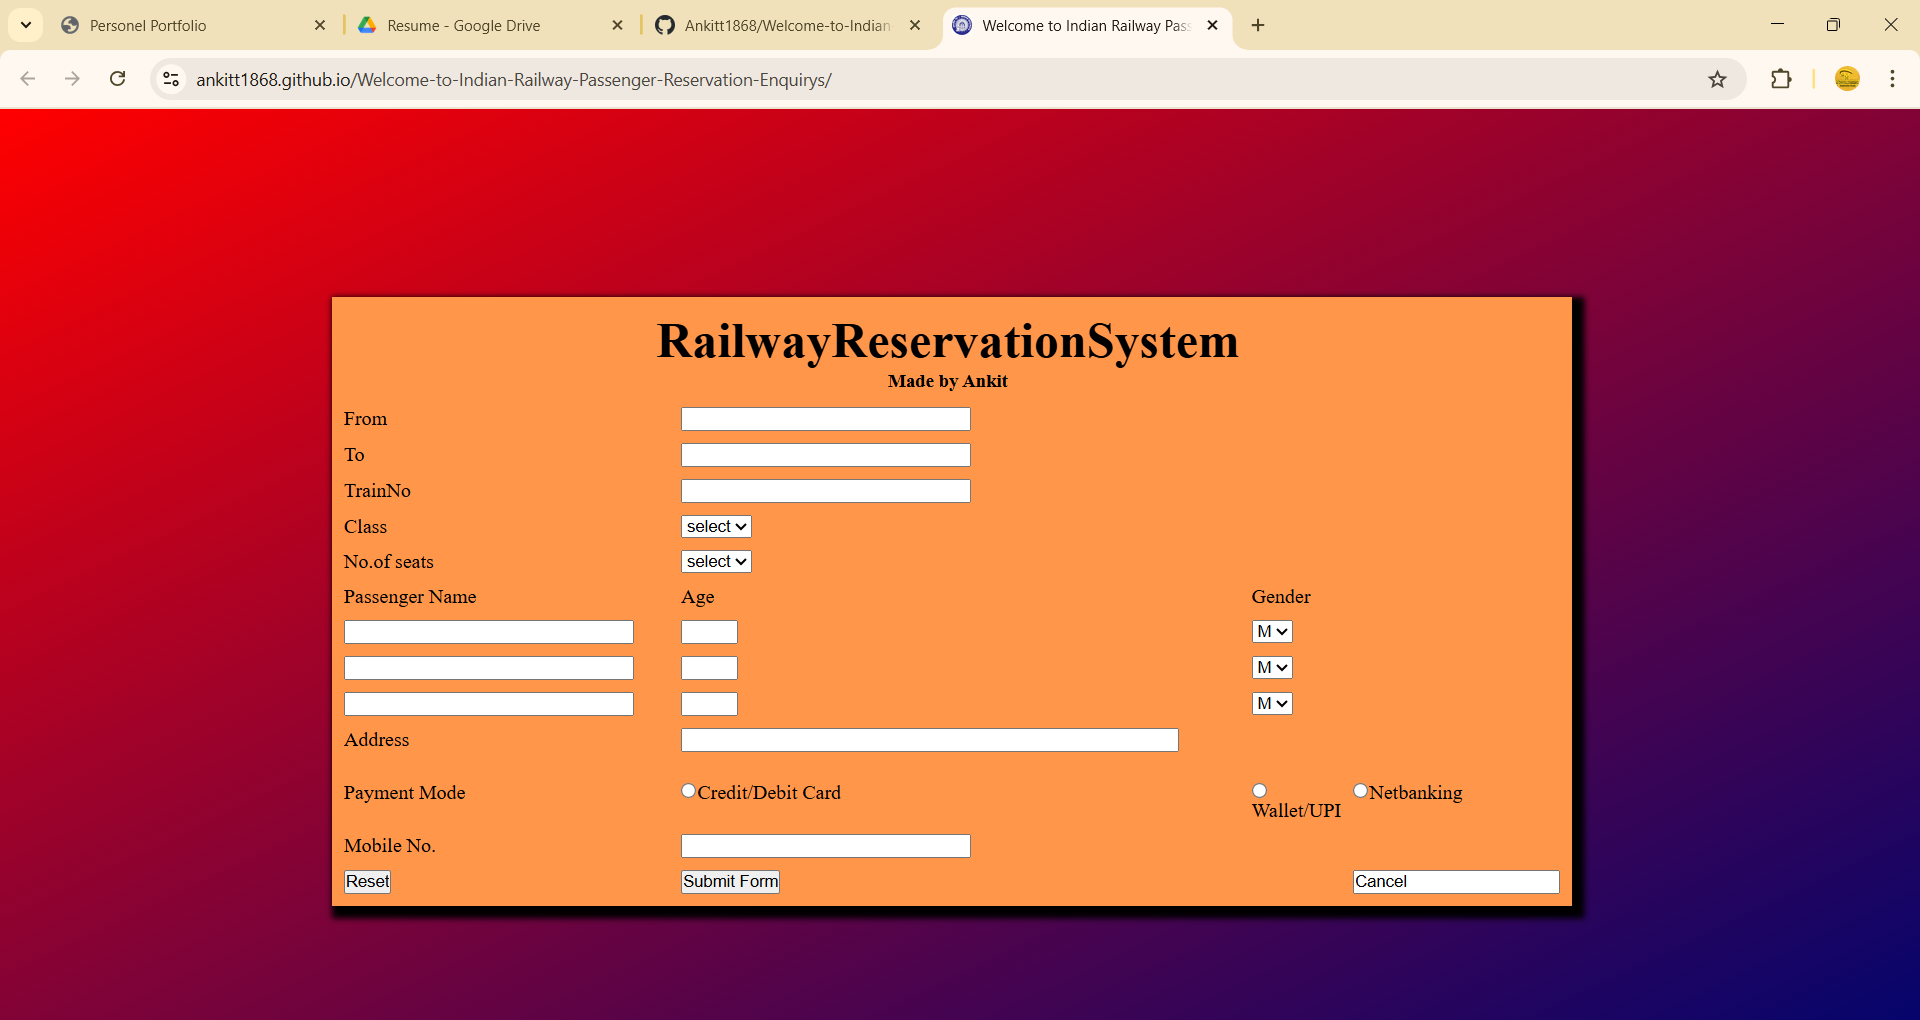 Personel Portfolio
Resume - Google Drive
Ankitt1868/Welcome-to-Indian
Welcome to Indian Railway Pas
ankitt1868.github.io/Welcome-to-Indian-Railway-Passenger-Reservation-Enquirys/
RailwayReservationSystem
Made by Ankit
From
To
TrainNo
Class select
No.of seats select
Passenger Name Age Gender
M
M
M
Address
Payment Mode Credit/Debit Card Wallet/UPI Netbanking
Mobile No.
Reset Submit Form Cancel